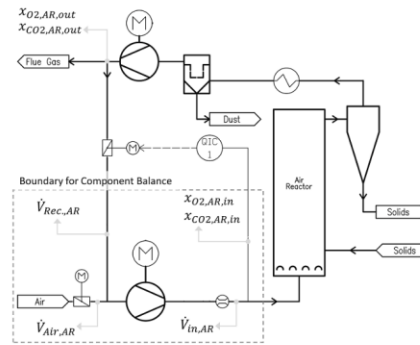 x_{O2,AR,out}
x_{CO2,AR,out}
M
Flue Gas
Dust
M
QIC
1
Air
Reactor
Boundary for Component Balance
x_{O2,AR,in}
x_{CO2,AR,in}
V̇_{Rec.,AR}
Solids
Solids
M
M
Air
V̇_{Air,AR}
V̇_{in,AR}